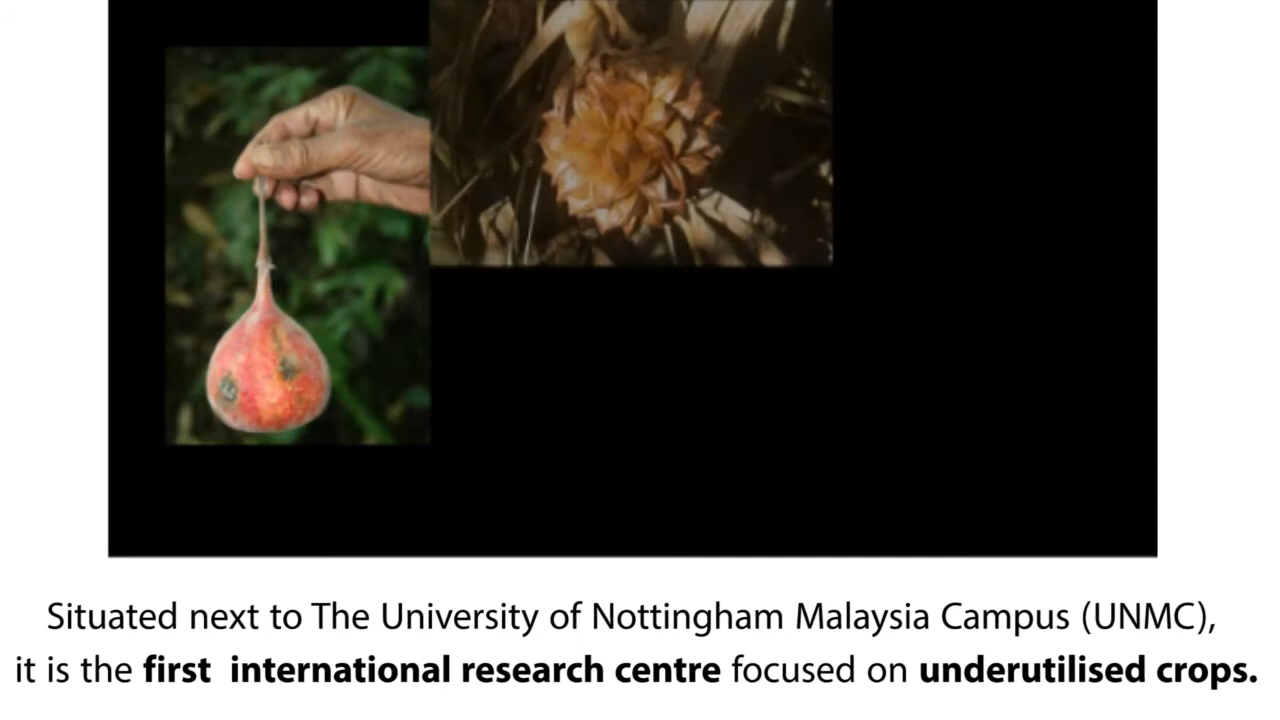 Situated next to The University of Nottingham Malaysia Campus (UNMC),
it is the first international research centre focused on underutilised crops.